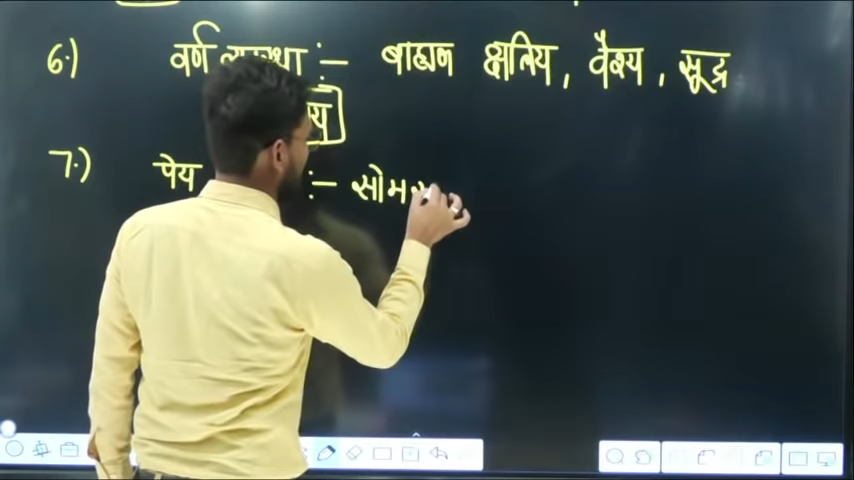 6.) वर्ण :- बाह्मण क्षत्रिय, वैश्य, सूद्र
7.) पेय :- सोम